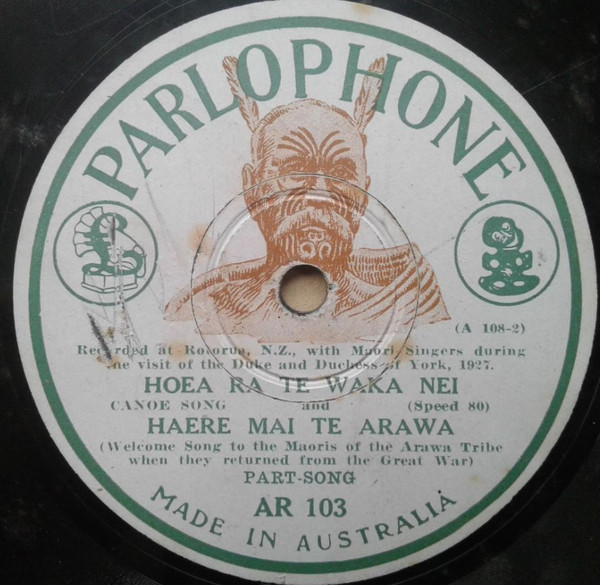 PARLOPHONE
(A 108-2)
Recorded at Rotorua, N.Z., with Maori Singers during
the visit of the Duke and Duchess of York, 1927.
HOEA RA TE WAKA NEI
CANOE SONG and (Speed 80)
HAERE MAI TE ARAWA
(Welcome Song to the Maoris of the Arawa Tribe
when they returned from the Great War)
PART-SONG
AR 103
MADE IN AUSTRALIA